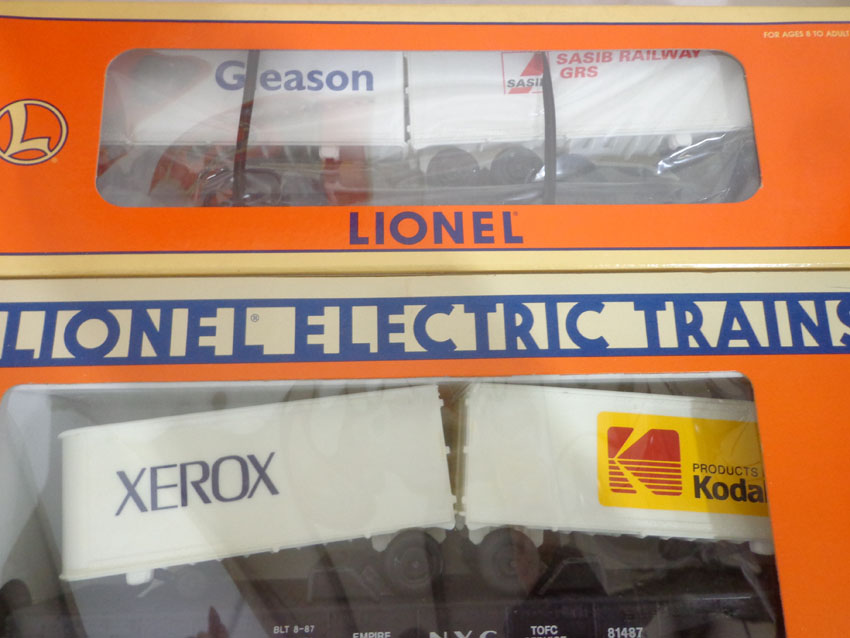 FOR AGES 8 TO ADULT
Gleason
SASIB
SASIB RAILWAY
GRS
L
LIONEL
LIONEL® ELECTRIC TRAINS
XEROX
PRODUCTS
Kodak
BLT 8-87
EMPIRE
NYC
TOFC
81487